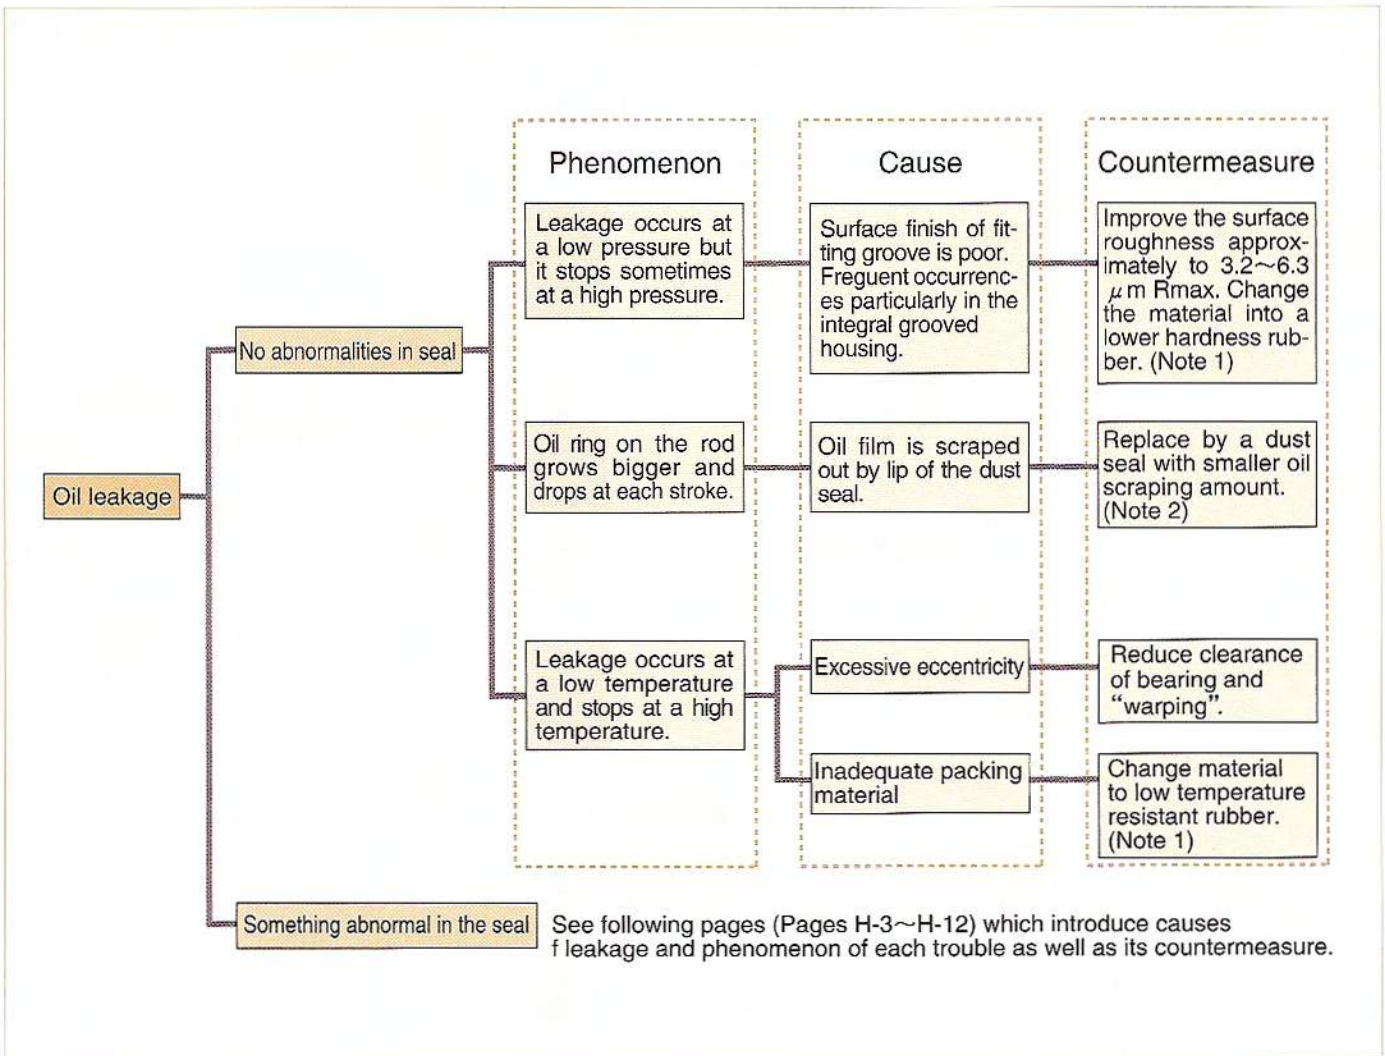 Phenomenon
Cause
Countermeasure
Leakage occurs at
a low pressure but
it stops sometimes
at a high pressure.
Surface finish of fit-
ting groove is poor.
Freguent occurrenc-
es particularly in the
integral grooved
housing.
Improve the surface
roughness approx-
imately to 3.2～6.3
μm Rmax. Change
the material into a
lower hardness rub-
ber. (Note 1)
No abnormalities in seal
Oil ring on the rod
grows bigger and
drops at each stroke.
Oil film is scraped
out by lip of the dust
seal.
Replace by a dust
seal with smaller oil
scraping amount.
(Note 2)
Oil leakage
Leakage occurs at
a low temperature
and stops at a high
temperature.
Excessive eccentricity
Reduce clearance
of bearing and
“warping”.
Inadequate packing
material
Change material
to low temperature
resistant rubber.
(Note 1)
Something abnormal in the seal
See following pages (Pages H-3～H-12) which introduce causes
f leakage and phenomenon of each trouble as well as its countermeasure.